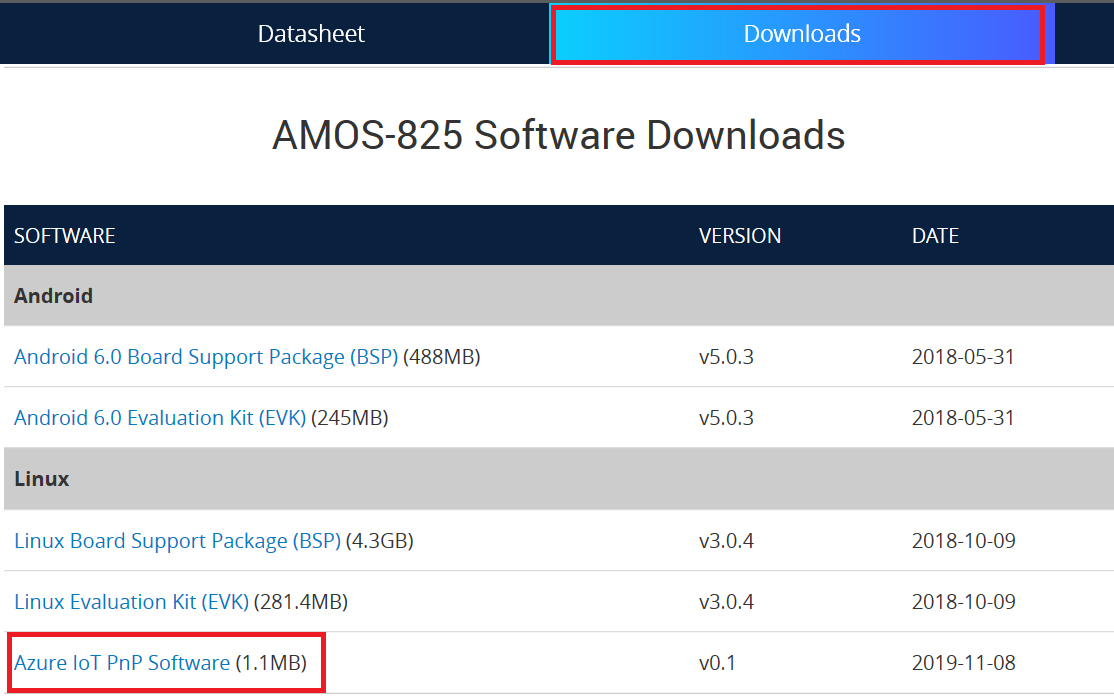 Datasheet Downloads
AMOS-825 Software Downloads
SOFTWARE VERSION DATE
Android
Android 6.0 Board Support Package (BSP) (488MB) v5.0.3 2018-05-31
Android 6.0 Evaluation Kit (EVK) (245MB) v5.0.3 2018-05-31
Linux
Linux Board Support Package (BSP) (4.3GB) v3.0.4 2018-10-09
Linux Evaluation Kit (EVK) (281.4MB) v3.0.4 2018-10-09
Azure IoT PnP Software (1.1MB) v0.1 2019-11-08